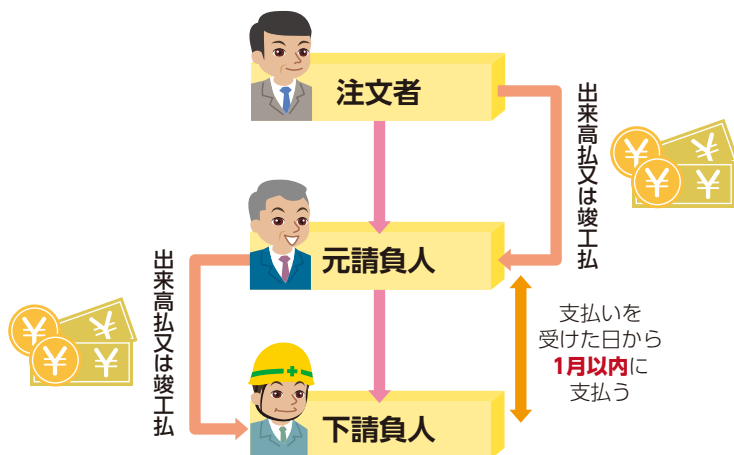 注文者
出来高払又は竣工払
元請負人
出来高払又は竣工払
支払いを
受けた日から
1月以内に
支払う
下請負人